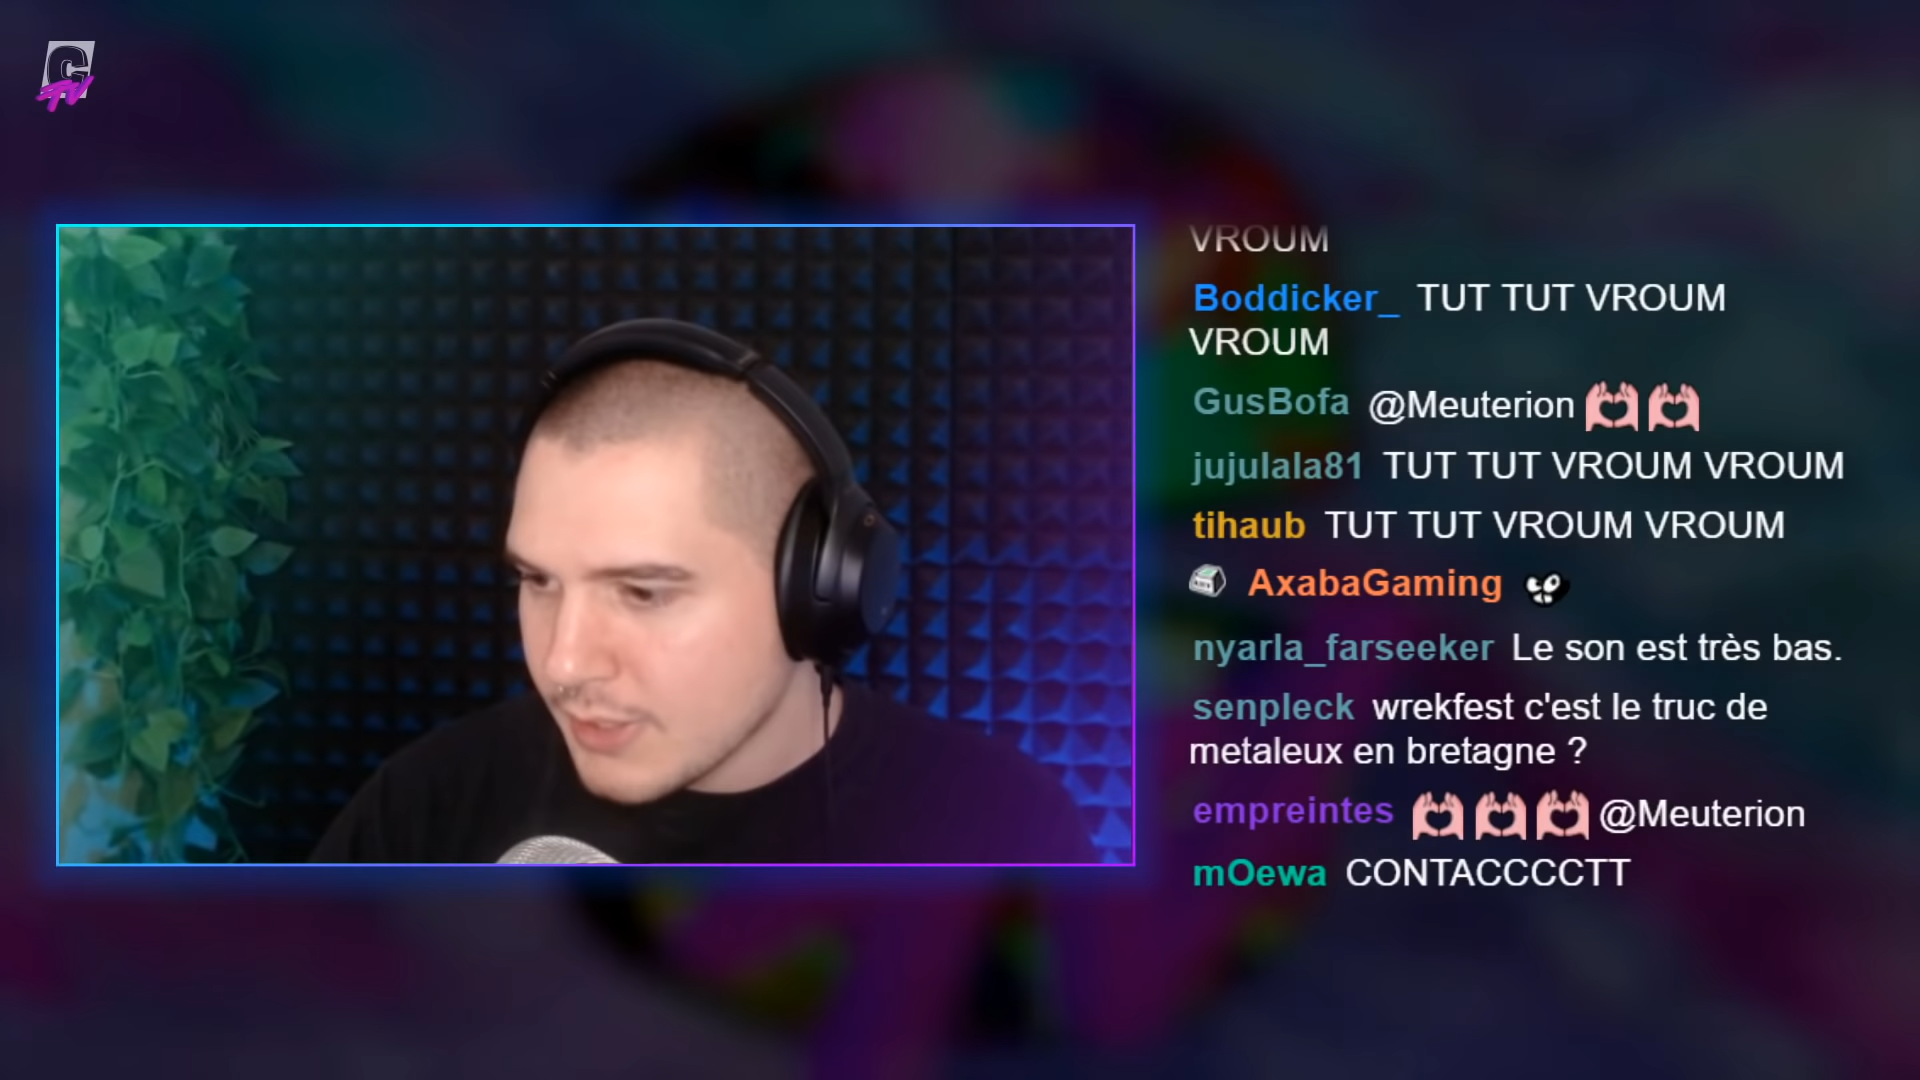 C
TV
VROUM
Boddicker_ TUT TUT VROUM
VROUM
GusBofa @Meuterion
jujulala81 TUT TUT VROUM VROUM
tihaub TUT TUT VROUM VROUM
AxabaGaming
nyarla_farseeker Le son est très bas.
senpleck wrekfest c'est le truc de
metaleux en bretagne ?
empreintes @Meuterion
mOewa CONTACCCCTT